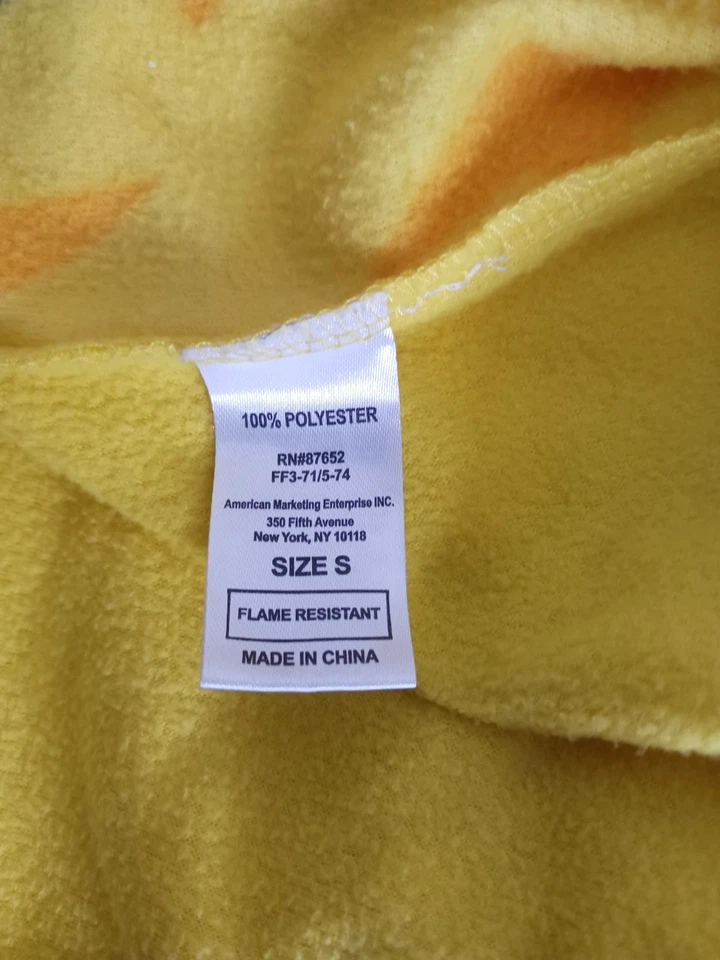 100% POLYESTER
RN#87652
FF3-71/5-74
American Marketing Enterprise INC.
350 Fifth Avenue
New York, NY 10118
SIZE S
FLAME RESISTANT
MADE IN CHINA